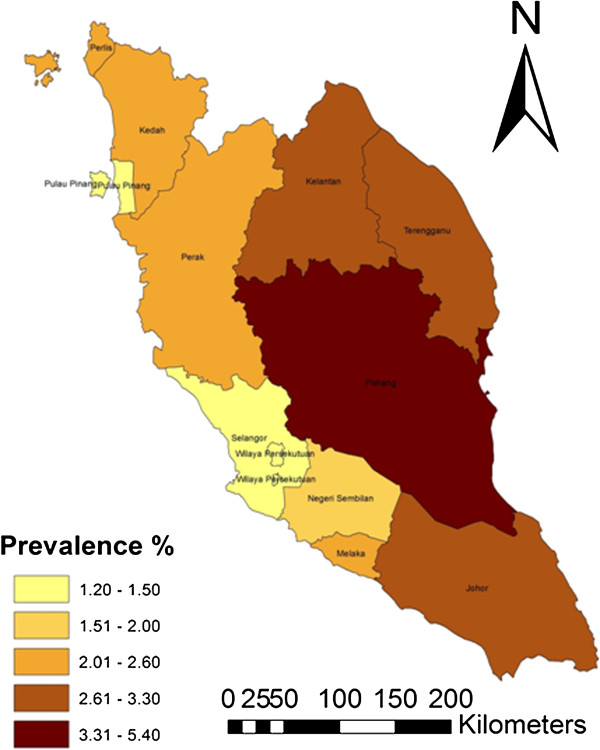 N
Perlis
Kedah
Pulau Pinang
Pulau Pinang
Kelantan
Terengganu
Perak
Pahang
Selangor
Wilaya Persekutuan
Wilaya Persekutuan
Negeri Sembilan
Melaka
Johor
Prevalence %
1.20 - 1.50
1.51 - 2.00
2.01 - 2.60
2.61 - 3.30
3.31 - 5.40
0 25 50 100 150 200
Kilometers